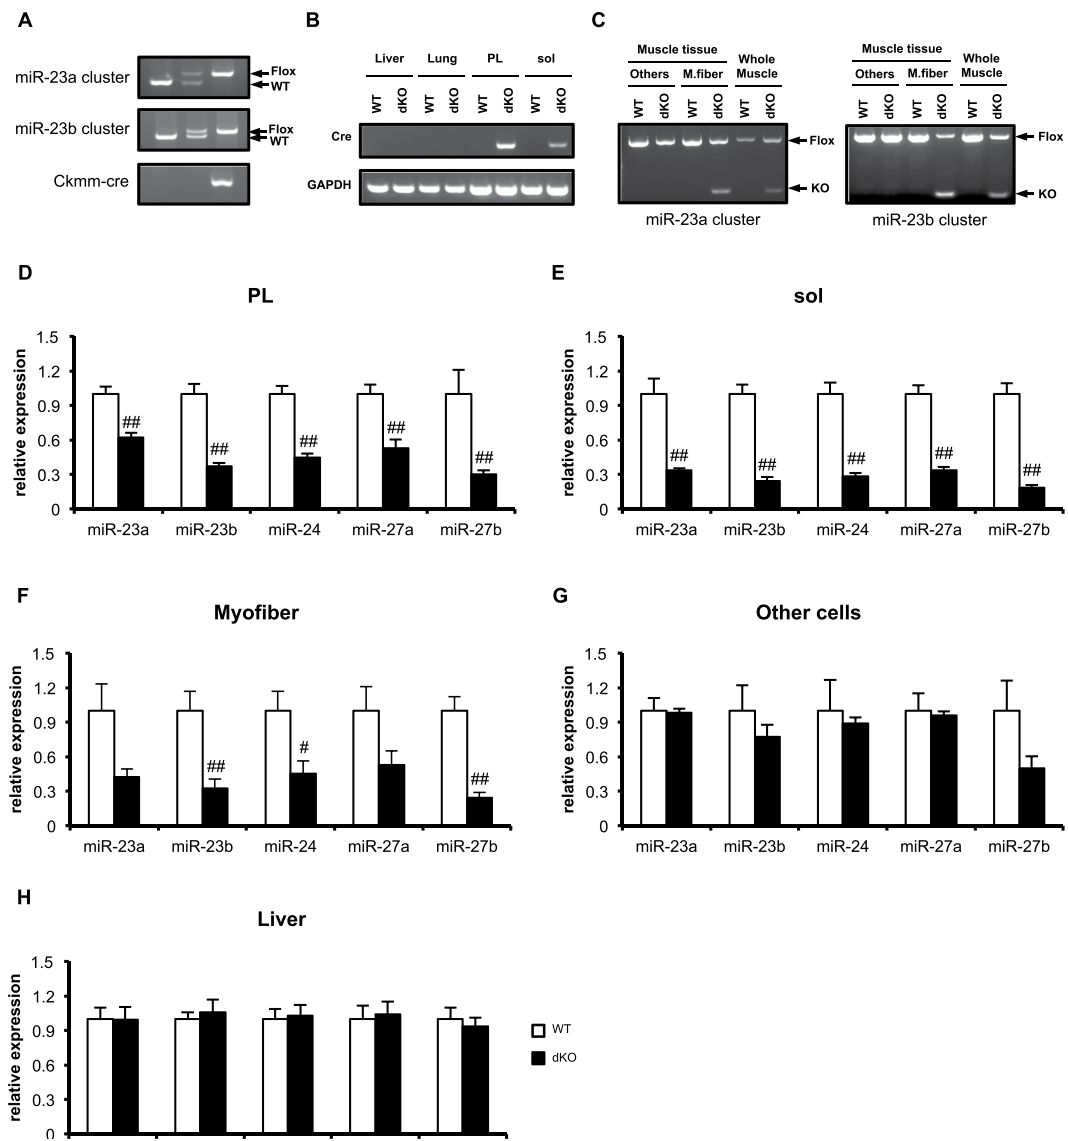 A
miR-23a cluster
Flox
WT
miR-23b cluster
Flox
WT
Ckmm-cre
B
Liver Lung PL sol
WT dKO WT dKO WT dKO WT dKO
Cre
GAPDH
C
Muscle tissue Whole Muscle
Others M.fiber
WT dKO WT dKO WT dKO
Flox
KO
miR-23a cluster
Muscle tissue Whole Muscle
Others M.fiber
WT dKO WT dKO WT dKO
Flox
KO
miR-23b cluster
D
PL
relative expression
1.5
1.2
0.9
0.6
0.3
0
## ## ## ## ##
miR-23a miR-23b miR-24 miR-27a miR-27b
E
sol
relative expression
1.5
1.2
0.9
0.6
0.3
0
## ## ## ## ##
miR-23a miR-23b miR-24 miR-27a miR-27b
F
Myofiber
relative expression
1.5
1.2
0.9
0.6
0.3
0
## # ##
miR-23a miR-23b miR-24 miR-27a miR-27b
G
Other cells
relative expression
1.5
1.2
0.9
0.6
0.3
0
miR-23a miR-23b miR-24 miR-27a miR-27b
H
Liver
relative expression
1.5
1.2
0.9
0.6
0.3
0
WT
dKO